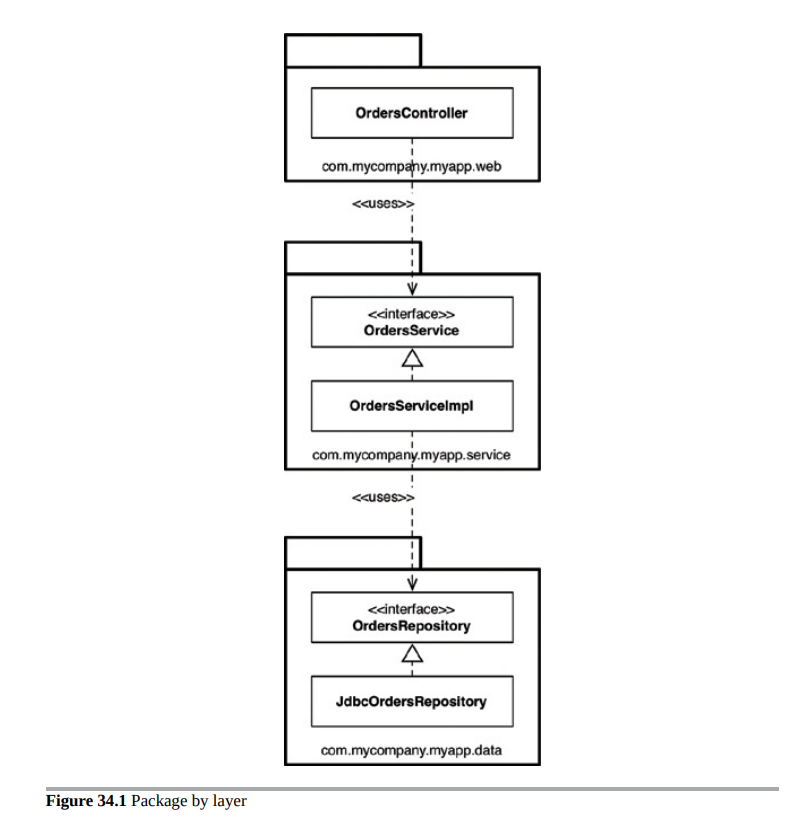 OrdersController
com.mycompany.myapp.web
<<uses>>
<<interface>>
OrdersService
OrdersServiceImpl
com.mycompany.myapp.service
<<uses>>
<<interface>>
OrdersRepository
JdbcOrdersRepository
com.mycompany.myapp.data
Figure 34.1 Package by layer